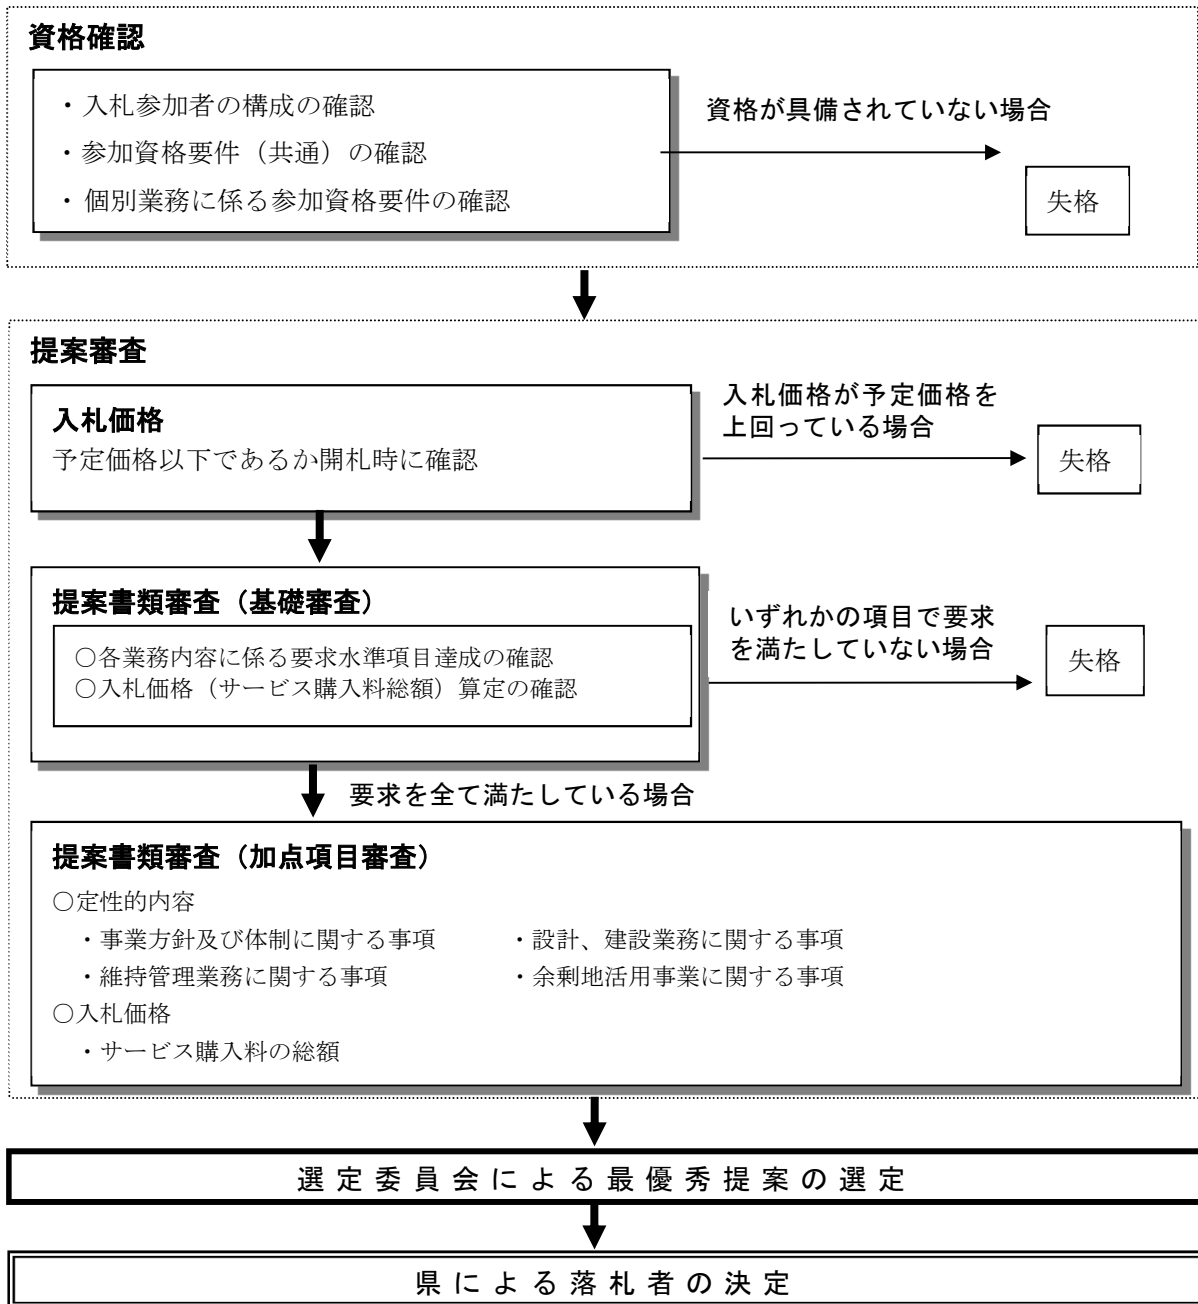 資格確認
・入札参加者の構成の確認
・参加資格要件（共通）の確認
・個別業務に係る参加資格要件の確認
資格が具備されていない場合
失格
提案審査
入札価格
予定価格以下であるか開札時に確認
入札価格が予定価格を
上回っている場合
失格
提案書類審査（基礎審査）
○各業務内容に係る要求水準項目達成の確認
○入札価格（サービス購入料総額）算定の確認
いずれかの項目で要求
を満たしていない場合
失格
要求を全て満たしている場合
提案書類審査（加点項目審査）
○定性的内容
・事業方針及び体制に関する事項　　・設計、建設業務に関する事項
・維持管理業務に関する事項　　・余剰地活用事業に関する事項
○入札価格
・サービス購入料の総額
選定委員会による最優秀提案の選定
県による落札者の決定